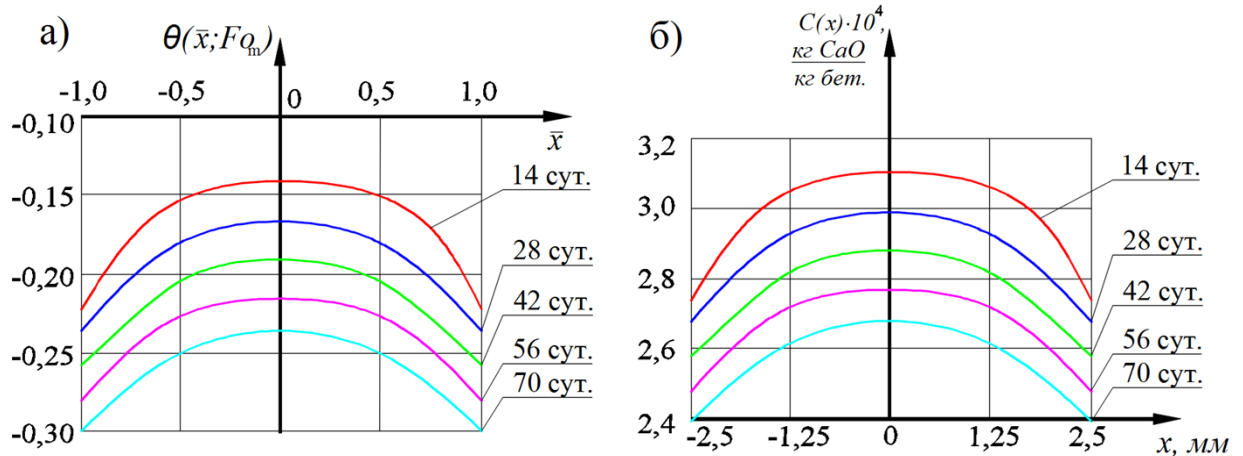 а)
θ(x̄;Foₘ)
-1,0
-0,5
0
0,5
1,0
x̄
-0,10
-0,15
-0,20
-0,25
-0,30
14 сут.
28 сут.
42 сут.
56 сут.
70 сут.
б)
C(x)·10⁴,
кг CaO
кг бет.
3,2
3,0
2,8
2,6
2,4
-2,5
-1,25
0
1,25
2,5
x, мм
14 сут.
28 сут.
42 сут.
56 сут.
70 сут.